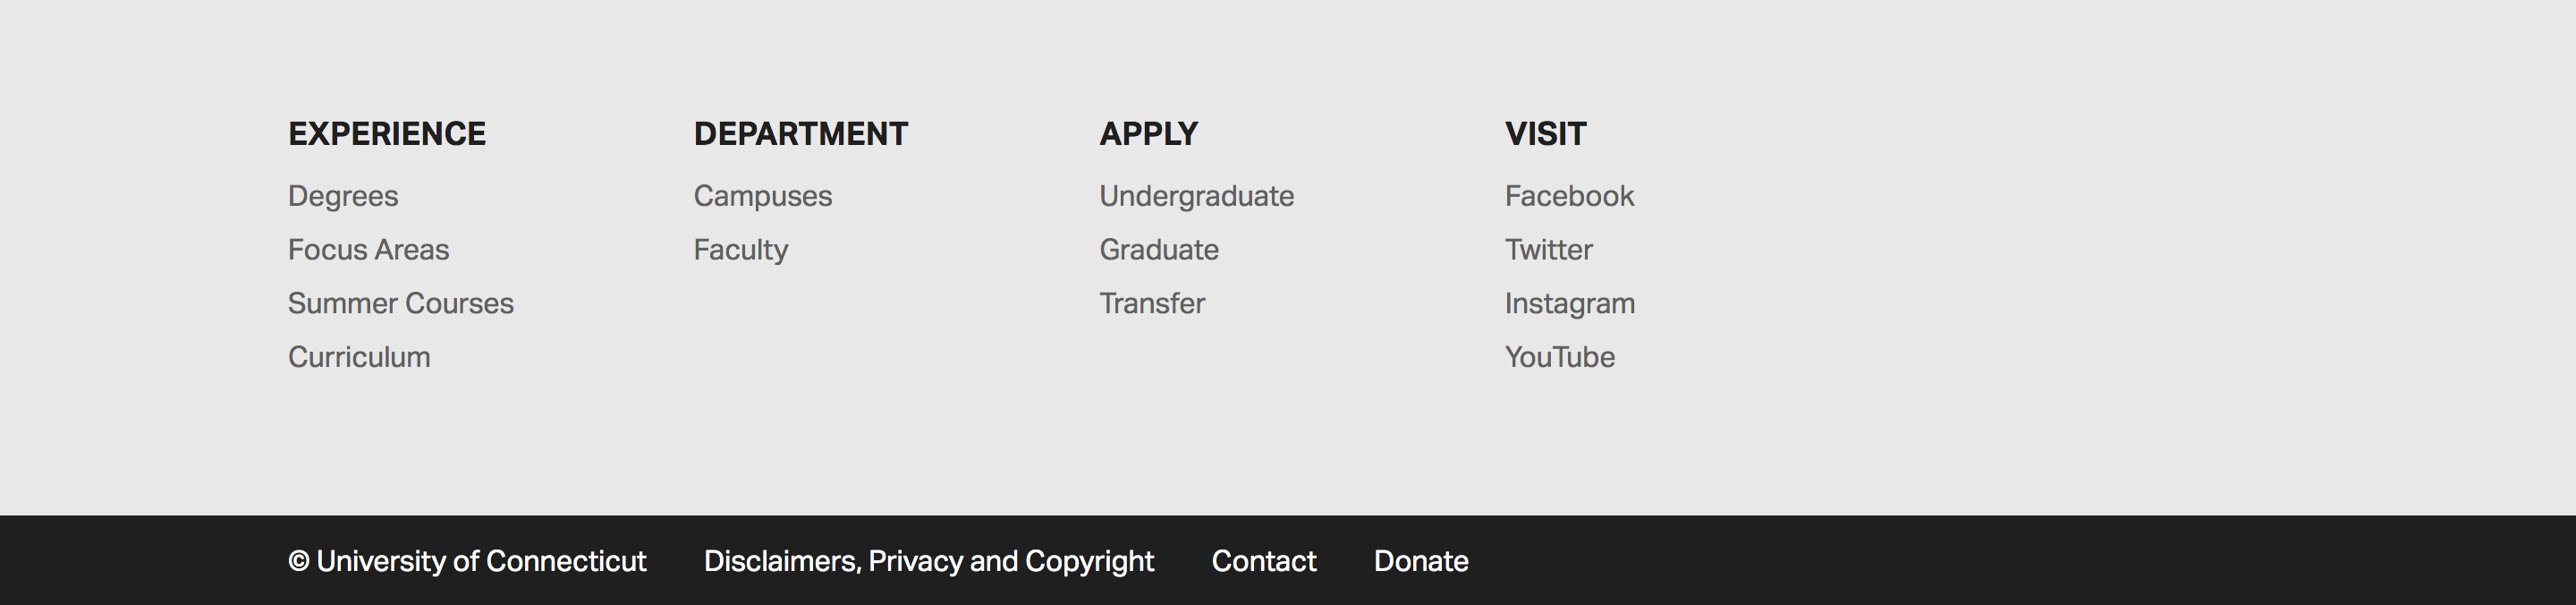 EXPERIENCE
Degrees
Focus Areas
Summer Courses
Curriculum
DEPARTMENT
Campuses
Faculty
APPLY
Undergraduate
Graduate
Transfer
VISIT
Facebook
Twitter
Instagram
YouTube
© University of Connecticut Disclaimers, Privacy and Copyright Contact Donate